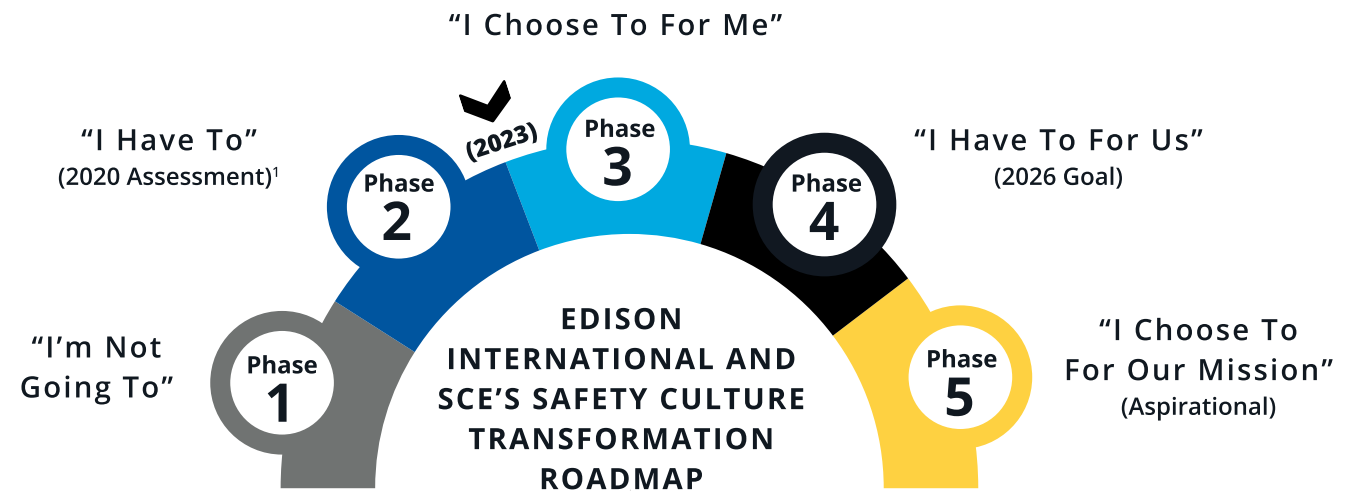 “I Choose To For Me”
(2023)
“I Have To”
(2020 Assessment)¹
“I Have To For Us”
(2026 Goal)
“I’m Not
Going To”
“I Choose To
For Our Mission”
(Aspirational)
Phase
1
Phase
2
Phase
3
Phase
4
Phase
5
EDISON
INTERNATIONAL AND
SCE’S SAFETY CULTURE
TRANSFORMATION
ROADMAP